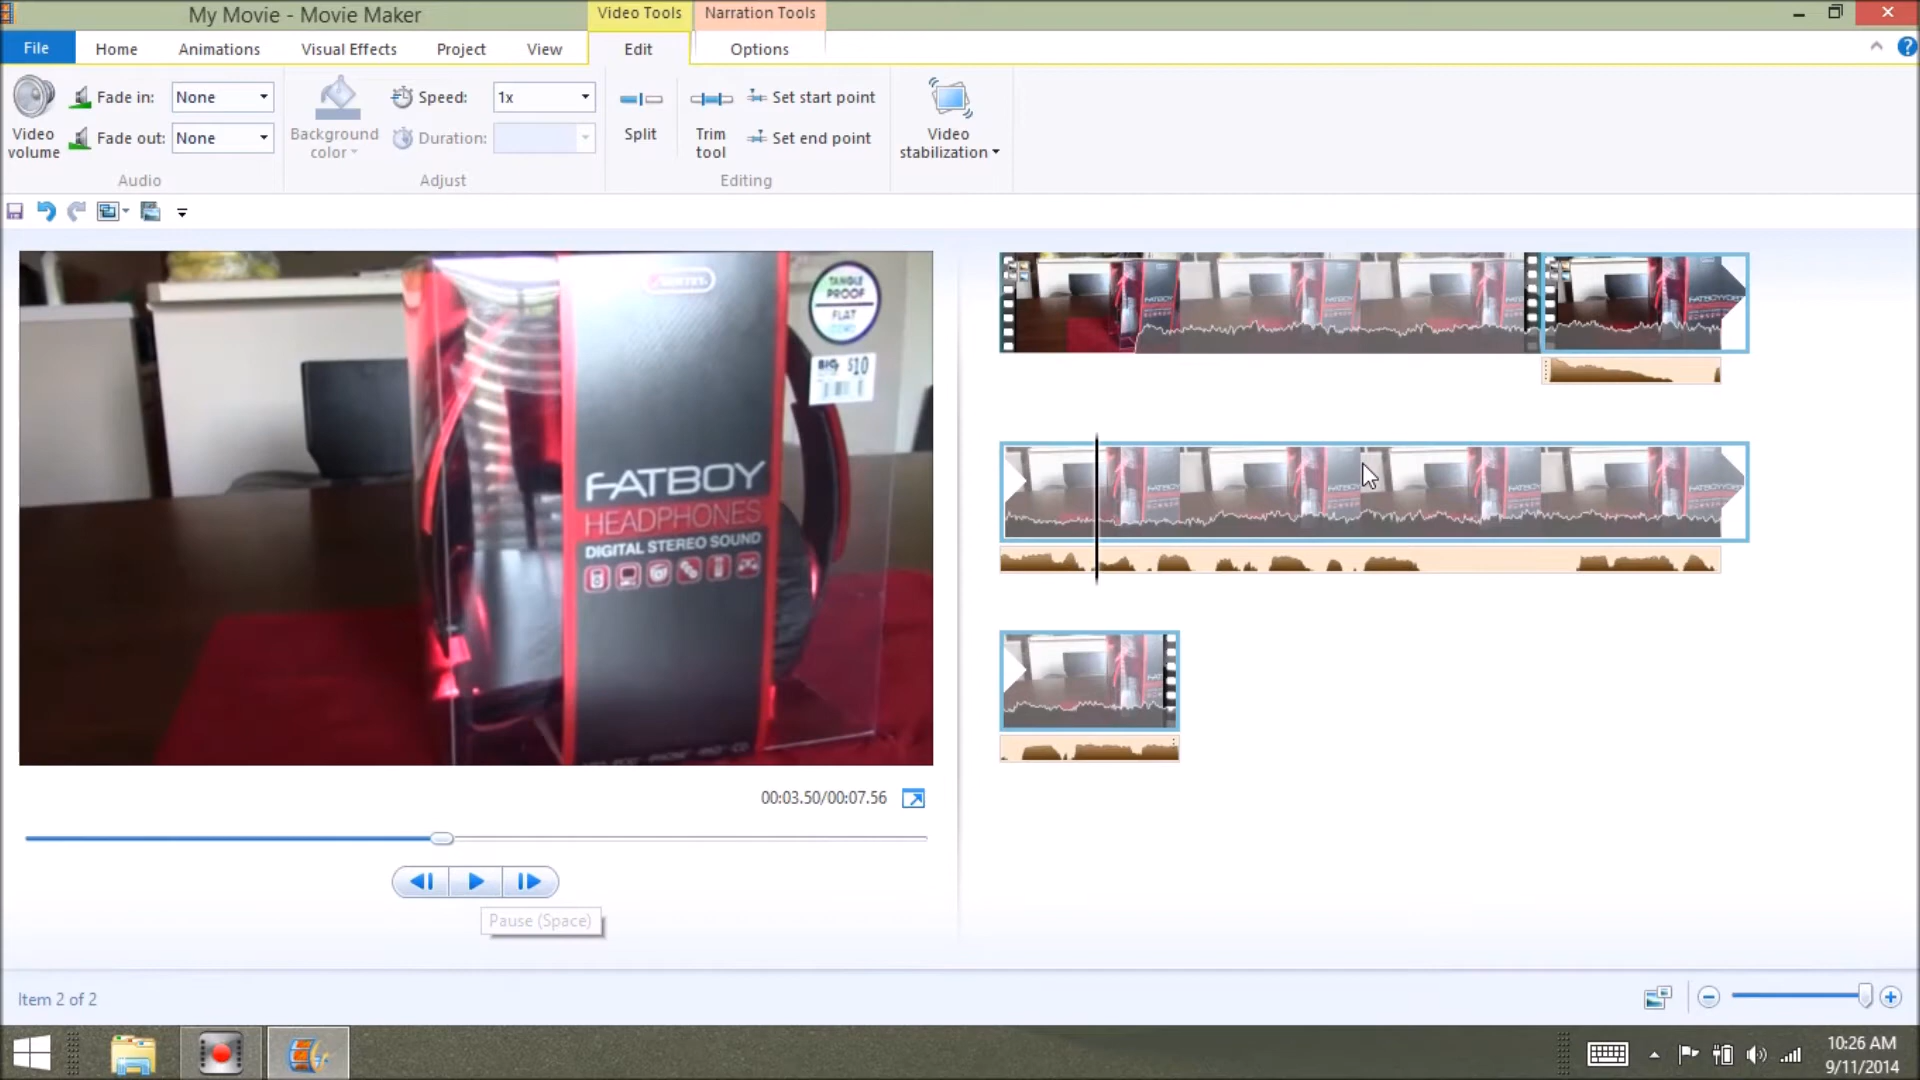 My Movie - Movie Maker
Video Tools
Narration Tools
File
Home
Animations
Visual Effects
Project
View
Edit
Options
Video volume
Fade in: None
Fade out: None
Audio
Background color
Speed: 1x
Duration:
Adjust
Split
Trim tool
Set start point
Set end point
Editing
Video stabilization
TANGLE
PROOF
FLAT
$10
FATBOY
HEADPHONES
DIGITAL STEREO SOUND
00:03.50/00:07.56
Pause (Space)
Item 2 of 2
10:26 AM
9/11/2014